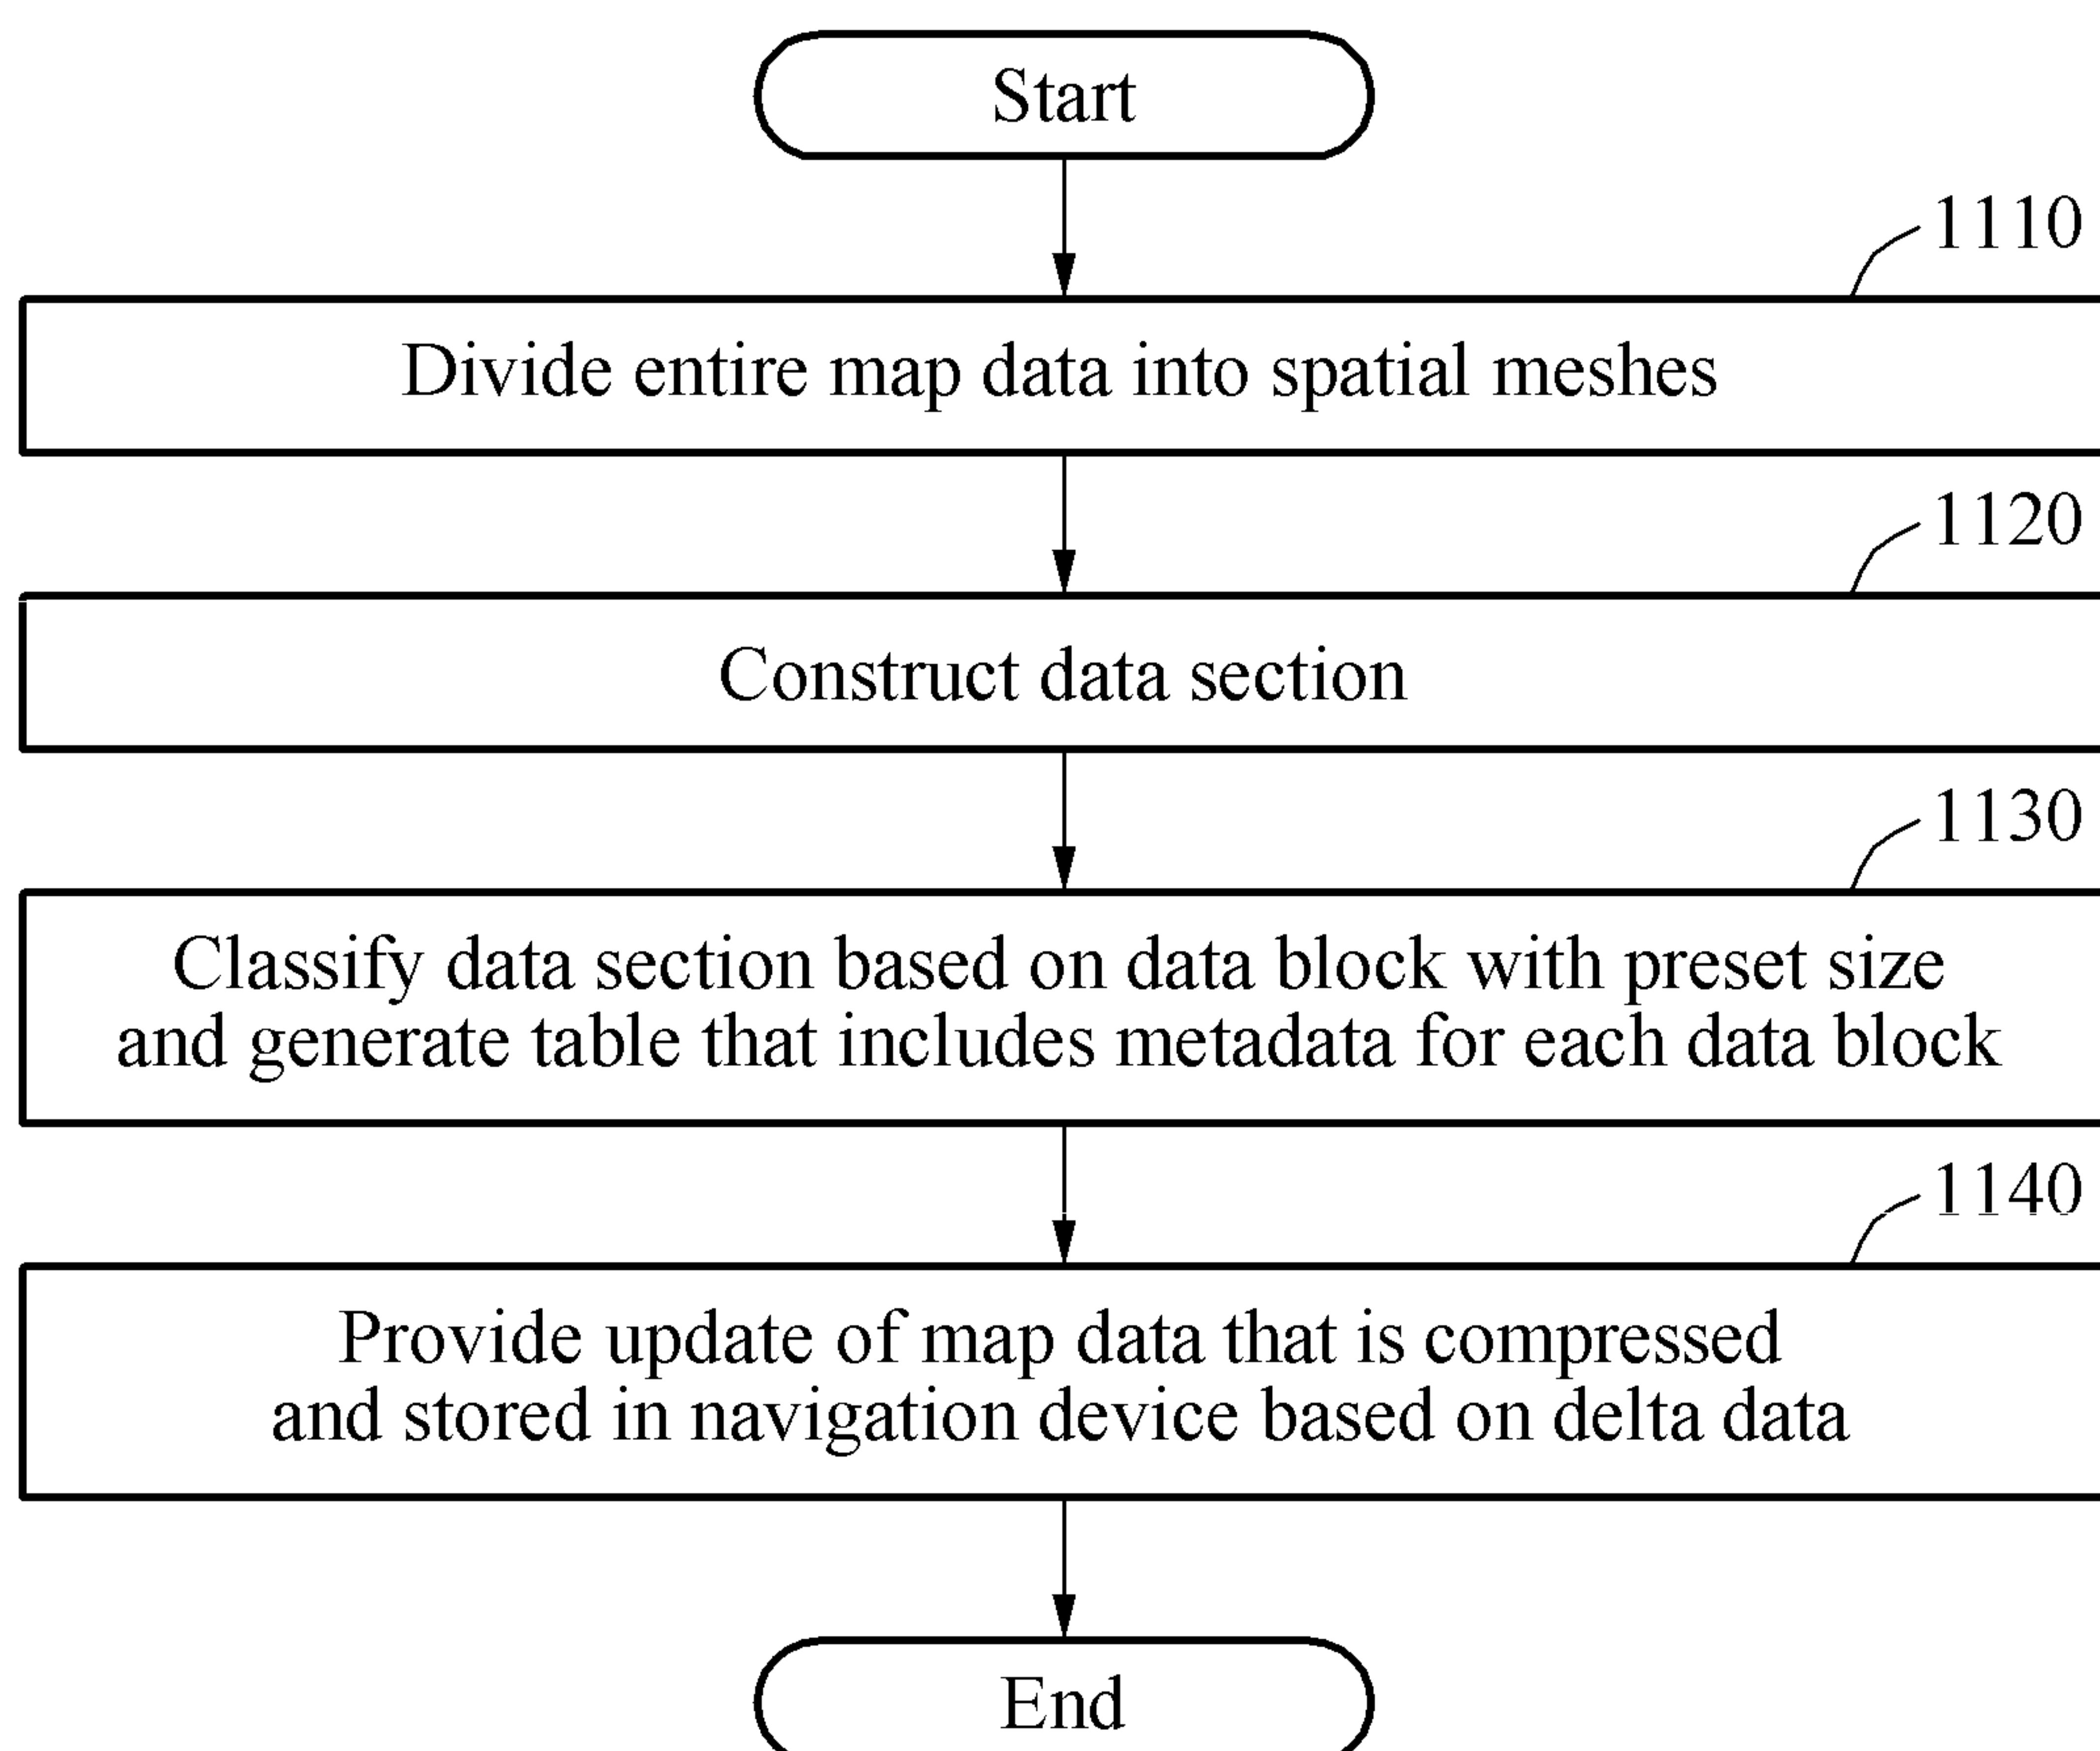 Start
1110
Divide entire map data into spatial meshes
1120
Construct data section
1130
Classify data section based on data block with preset size
and generate table that includes metadata for each data block
1140
Provide update of map data that is compressed
and stored in navigation device based on delta data
End